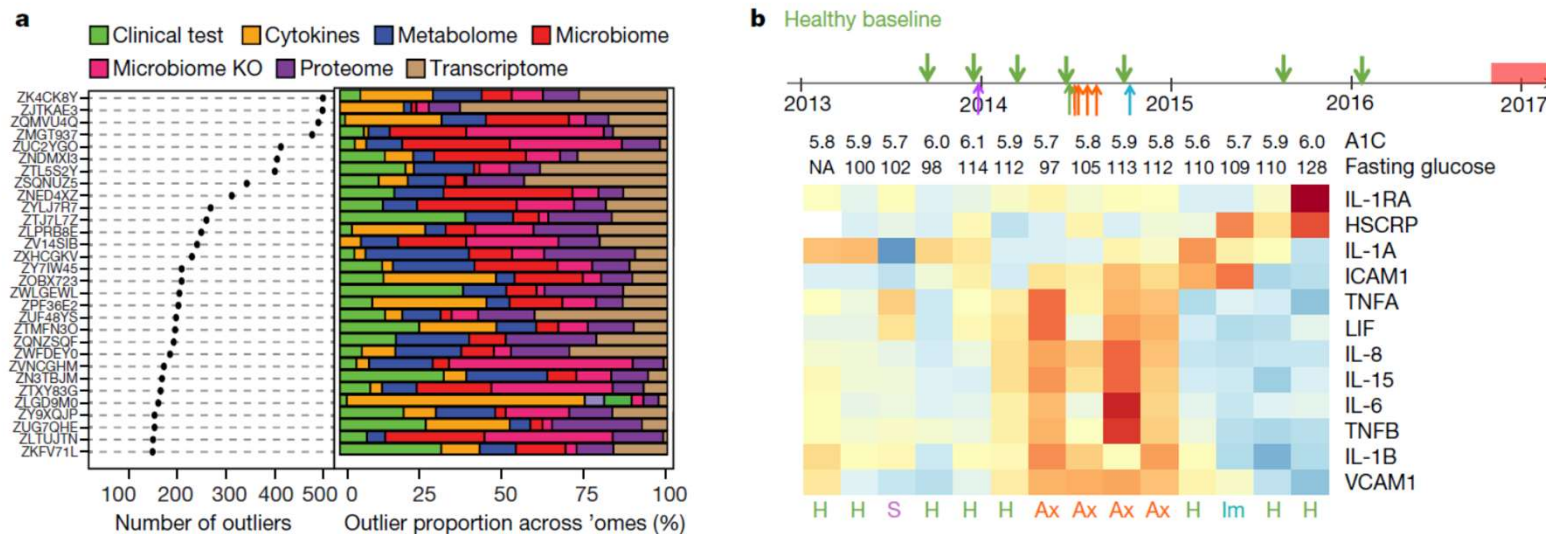 a
Clinical test Cytokines Metabolome Microbiome
Microbiome KO Proteome Transcriptome
ZK4CK8Y
ZJTKAE3
ZQMVU4Q
ZMGT937
ZUC2YGO
ZNDMXI3
ZTL5S2Y
ZSQNUZ5
ZNED4XZ
ZYLJ7R7
ZTJ7L7Z
ZLPRB8E
ZV14SIB
ZXHCGKV
ZY7IW45
ZOBX723
ZWLGEWL
ZPF36E2
ZUF48YS
ZTMFN3O
ZQNZSQF
ZWFDEY0
ZVNCGHM
ZN3TBJM
ZTXY83G
ZLGD9M0
ZY9XQJP
ZUG7QHE
ZLTUJTN
ZKFV71L
100 200 300 400 500 0 25 50 75 100
Number of outliers Outlier proportion across ’omes (%)
b Healthy baseline
2013 2014 2015 2016 2017
5.8 5.9 5.7 6.0 6.1 5.9 5.7 5.8 5.9 5.8 5.6 5.7 5.9 6.0 A1C
NA 100 102 98 114 112 97 105 113 112 110 109 110 128 Fasting glucose
IL-1RA
HSCRP
IL-1A
ICAM1
TNFA
LIF
IL-8
IL-15
IL-6
TNFB
IL-1B
VCAM1
H H S H H H Ax Ax Ax Ax H Im H H